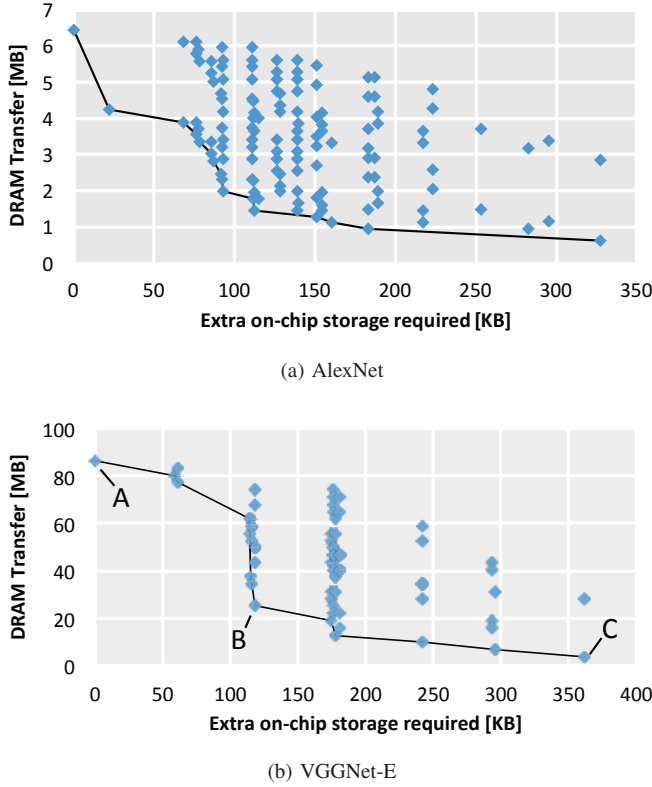 7
6
5
4
3
2
1
0
DRAM Transfer [MB]
0 50 100 150 200 250 300 350
Extra on-chip storage required [KB]
(a) AlexNet
100
80
60
40
20
0
DRAM Transfer [MB]
A
B
C
0 50 100 150 200 250 300 350 400
Extra on-chip storage required [KB]
(b) VGGNet-E